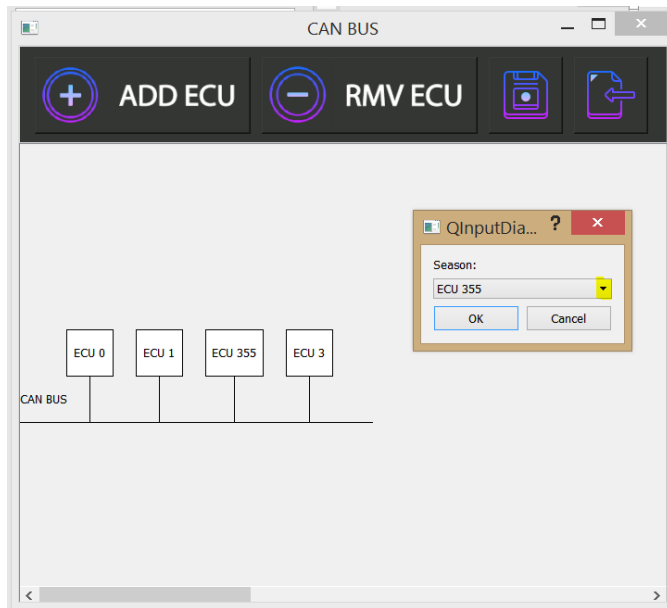 CAN BUS
ADD ECU
RMV ECU
QInputDia...
Season:
ECU 355
OK
Cancel
ECU 0
ECU 1
ECU 355
ECU 3
CAN BUS